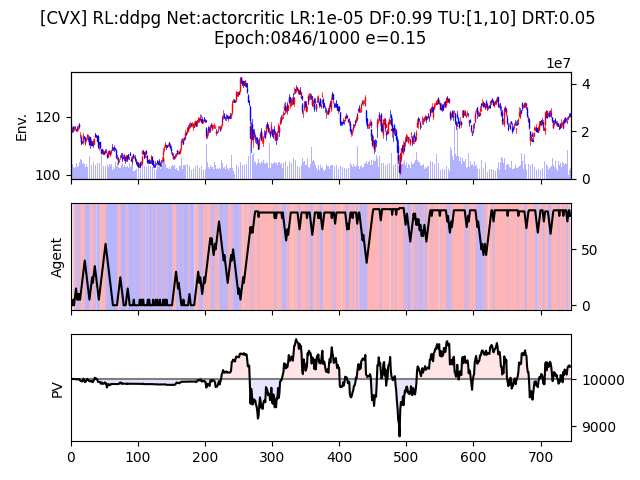 [CVX] RL:ddpg Net:actorcritic LR:1e-05 DF:0.99 TU:[1,10] DRT:0.05
Epoch:0846/1000 e=0.15
1e7
Env.
120
100
4
2
0
Agent
50
0
PV
10000
9000
0
100
200
300
400
500
600
700